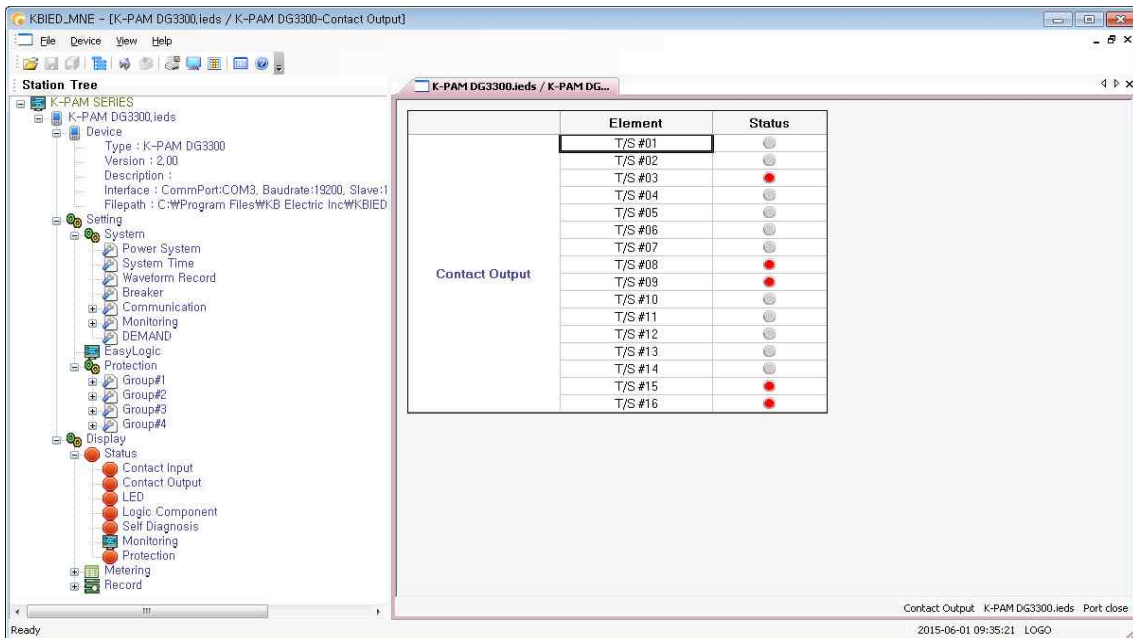 KBIED_MNE - [K-PAM DG3300.ieds / K-PAM DG3300-Contact Output]
File Device View Help
Station Tree
K-PAM SERIES
K-PAM DG3300.ieds
Device
Type : K-PAM DG3300
Version : 2.00
Description :
Interface : CommPort:COM3, Baudrate:19200, Slave:1
Filepath : C:₩Program Files₩KB Electric Inc₩KBIED
Setting
System
Power System
System Time
Waveform Record
Breaker
Communication
Monitoring
DEMAND
EasyLogic
Protection
Group#1
Group#2
Group#3
Group#4
Display
Status
Contact Input
Contact Output
LED
Logic Component
Self Diagnosis
Monitoring
Protection
Metering
Record
K-PAM DG3300.ieds / K-PAM DG...
Element Status
Contact Output
T/S #01
T/S #02
T/S #03
T/S #04
T/S #05
T/S #06
T/S #07
T/S #08
T/S #09
T/S #10
T/S #11
T/S #12
T/S #13
T/S #14
T/S #15
T/S #16
Contact Output K-PAM DG3300.ieds Port close
Ready 2015-06-01 09:35:21 LOGO